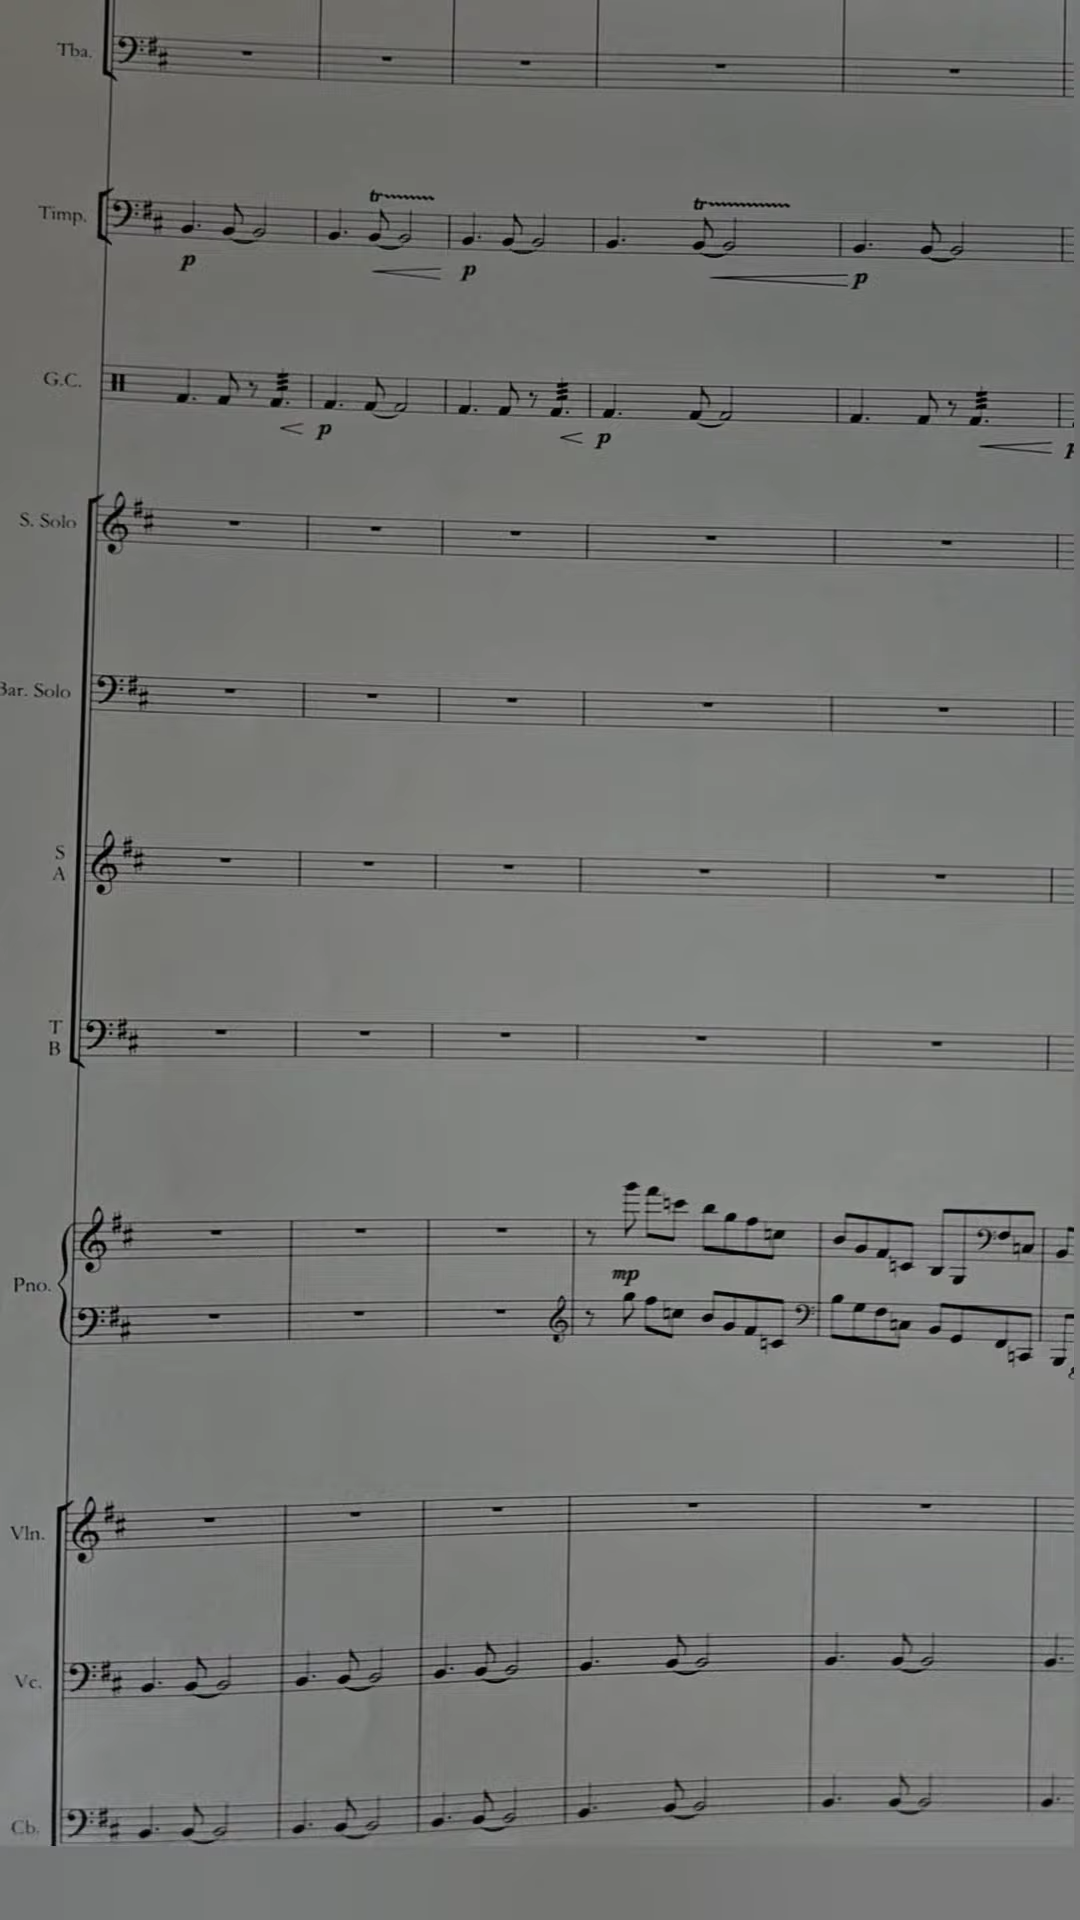 Tba.
tr
tr
Timp.
p
p
p
G.C.
p
p
S. Solo
Bar. Solo
S
A
T
B
Pno.
mp
Vln.
Vc.
Cb.